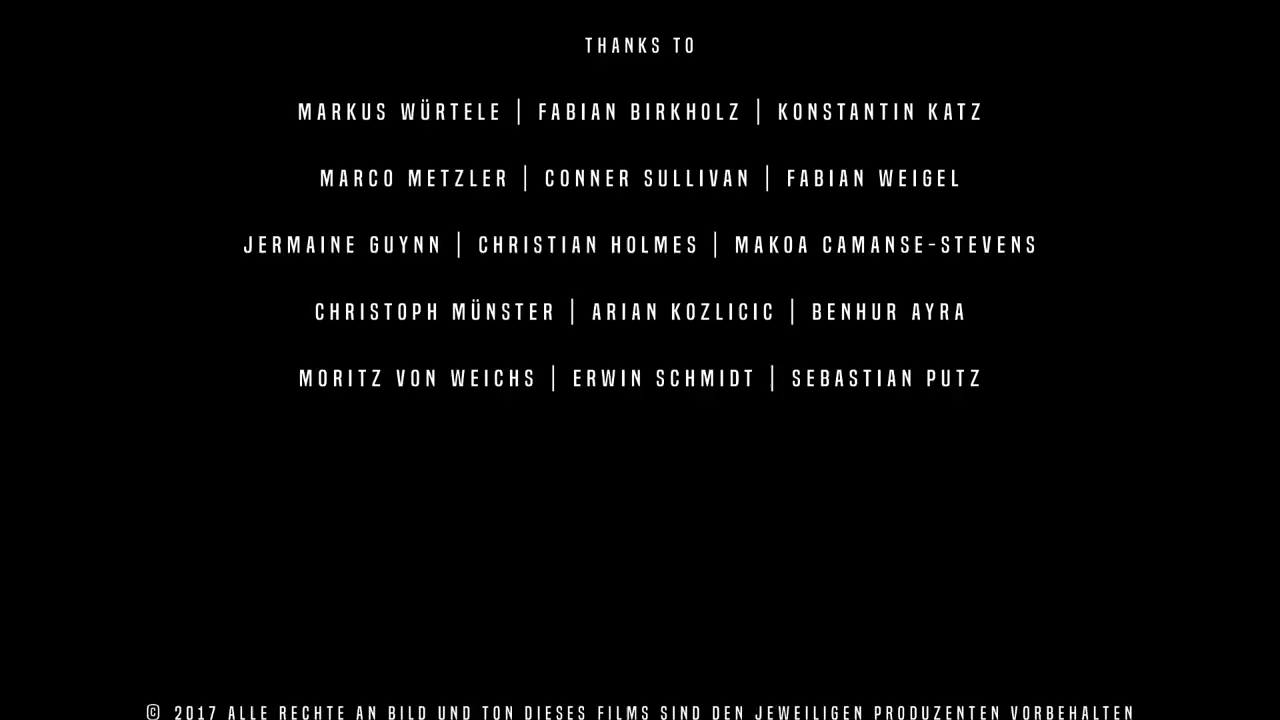 THANKS TO
MARKUS WÜRTELE | FABIAN BIRKHOLZ | KONSTANTIN KATZ
MARCO METZLER | CONNER SULLIVAN | FABIAN WEIGEL
JERMAINE GUYNN | CHRISTIAN HOLMES | MAKOA CAMANSE-STEVENS
CHRISTOPH MÜNSTER | ARIAN KOZLICIC | BENHUR AYRA
MORITZ VON WEICHS | ERWIN SCHMIDT | SEBASTIAN PUTZ
© 2017 ALLE RECHTE AN BILD UND TON DIESES FILMS SIND DEN JEWEILIGEN PRODUZENTEN VORBEHALTEN